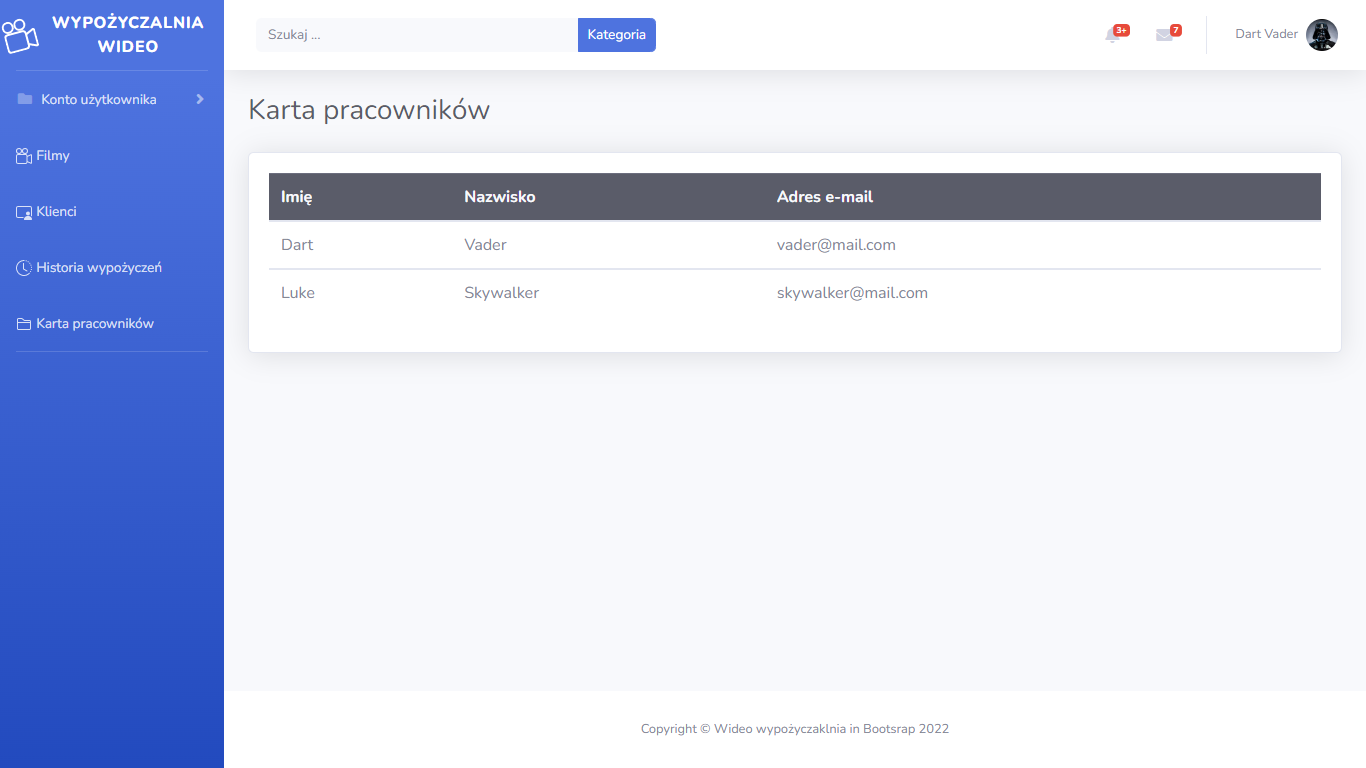 WYPOŻYCZALNIA
WIDEO
Szukaj ...
Kategoria
3+
7
Dart Vader
Konto użytkownika
Filmy
Klienci
Historia wypożyczeń
Karta pracowników
Karta pracowników
Imię Nazwisko Adres e-mail
Dart Vader vader@mail.com
Luke Skywalker skywalker@mail.com
Copyright © Wideo wypożyczaklnia in Bootsrap 2022